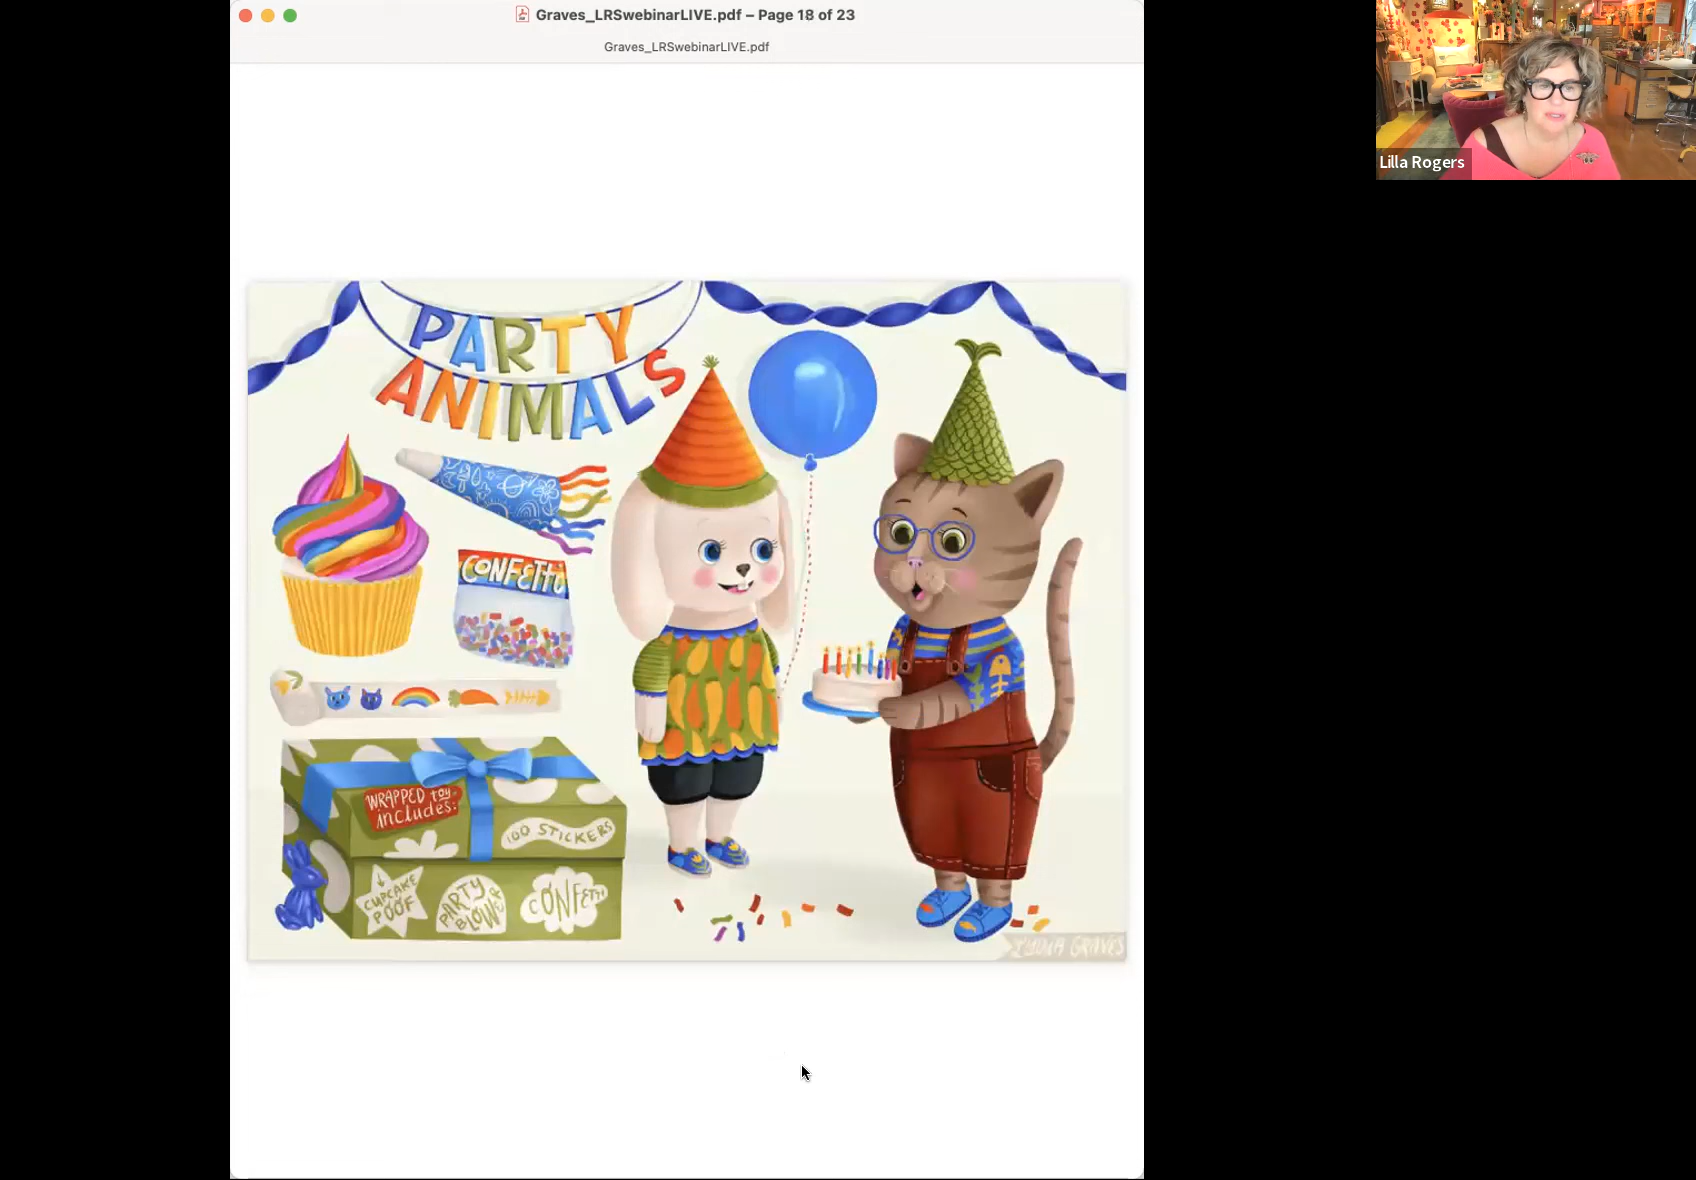 Graves_LRSwebinarLIVE.pdf – Page 18 of 23
Graves_LRSwebinarLIVE.pdf
Lilla Rogers
PARTY
ANIMALS
CONFETTI
WRAPPED toy
includes:
100 STICKERS
CUPCAKE
POOF
PARTY
BLOWER
CONFETTI
GRAVES